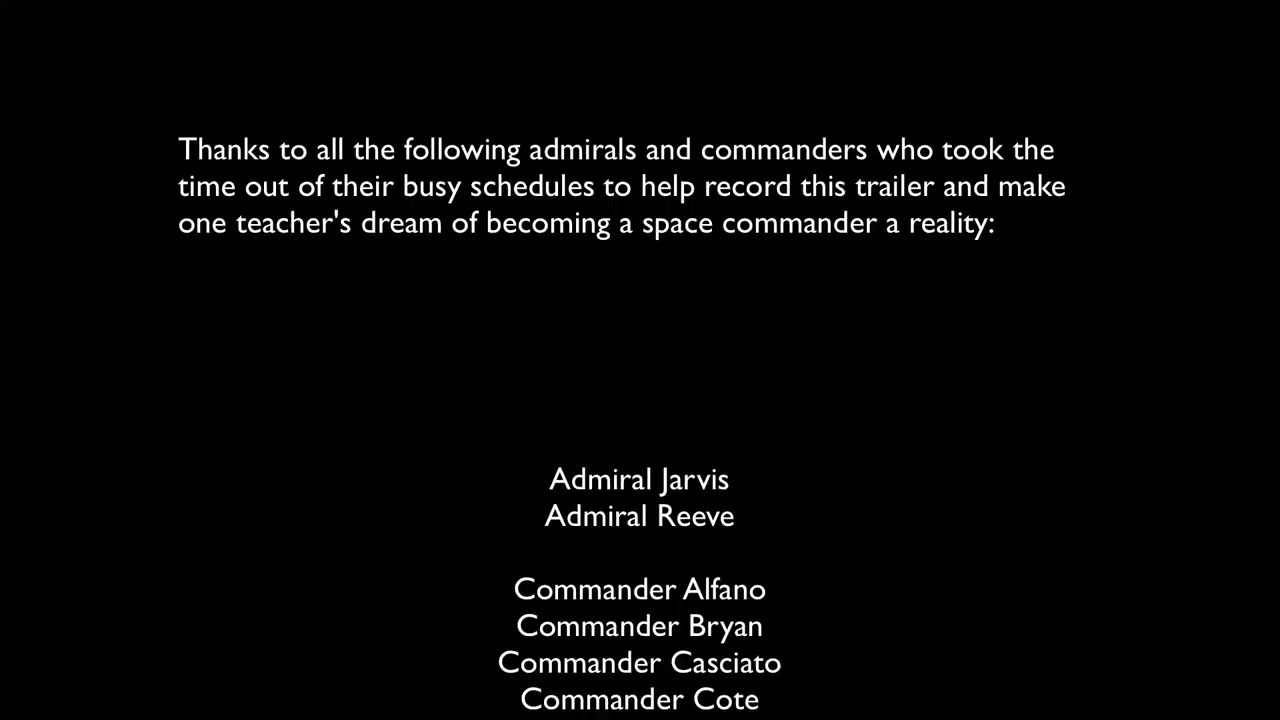 Thanks to all the following admirals and commanders who took the
time out of their busy schedules to help record this trailer and make
one teacher's dream of becoming a space commander a reality:
Admiral Jarvis
Admiral Reeve
Commander Alfano
Commander Bryan
Commander Casciato
Commander Cote